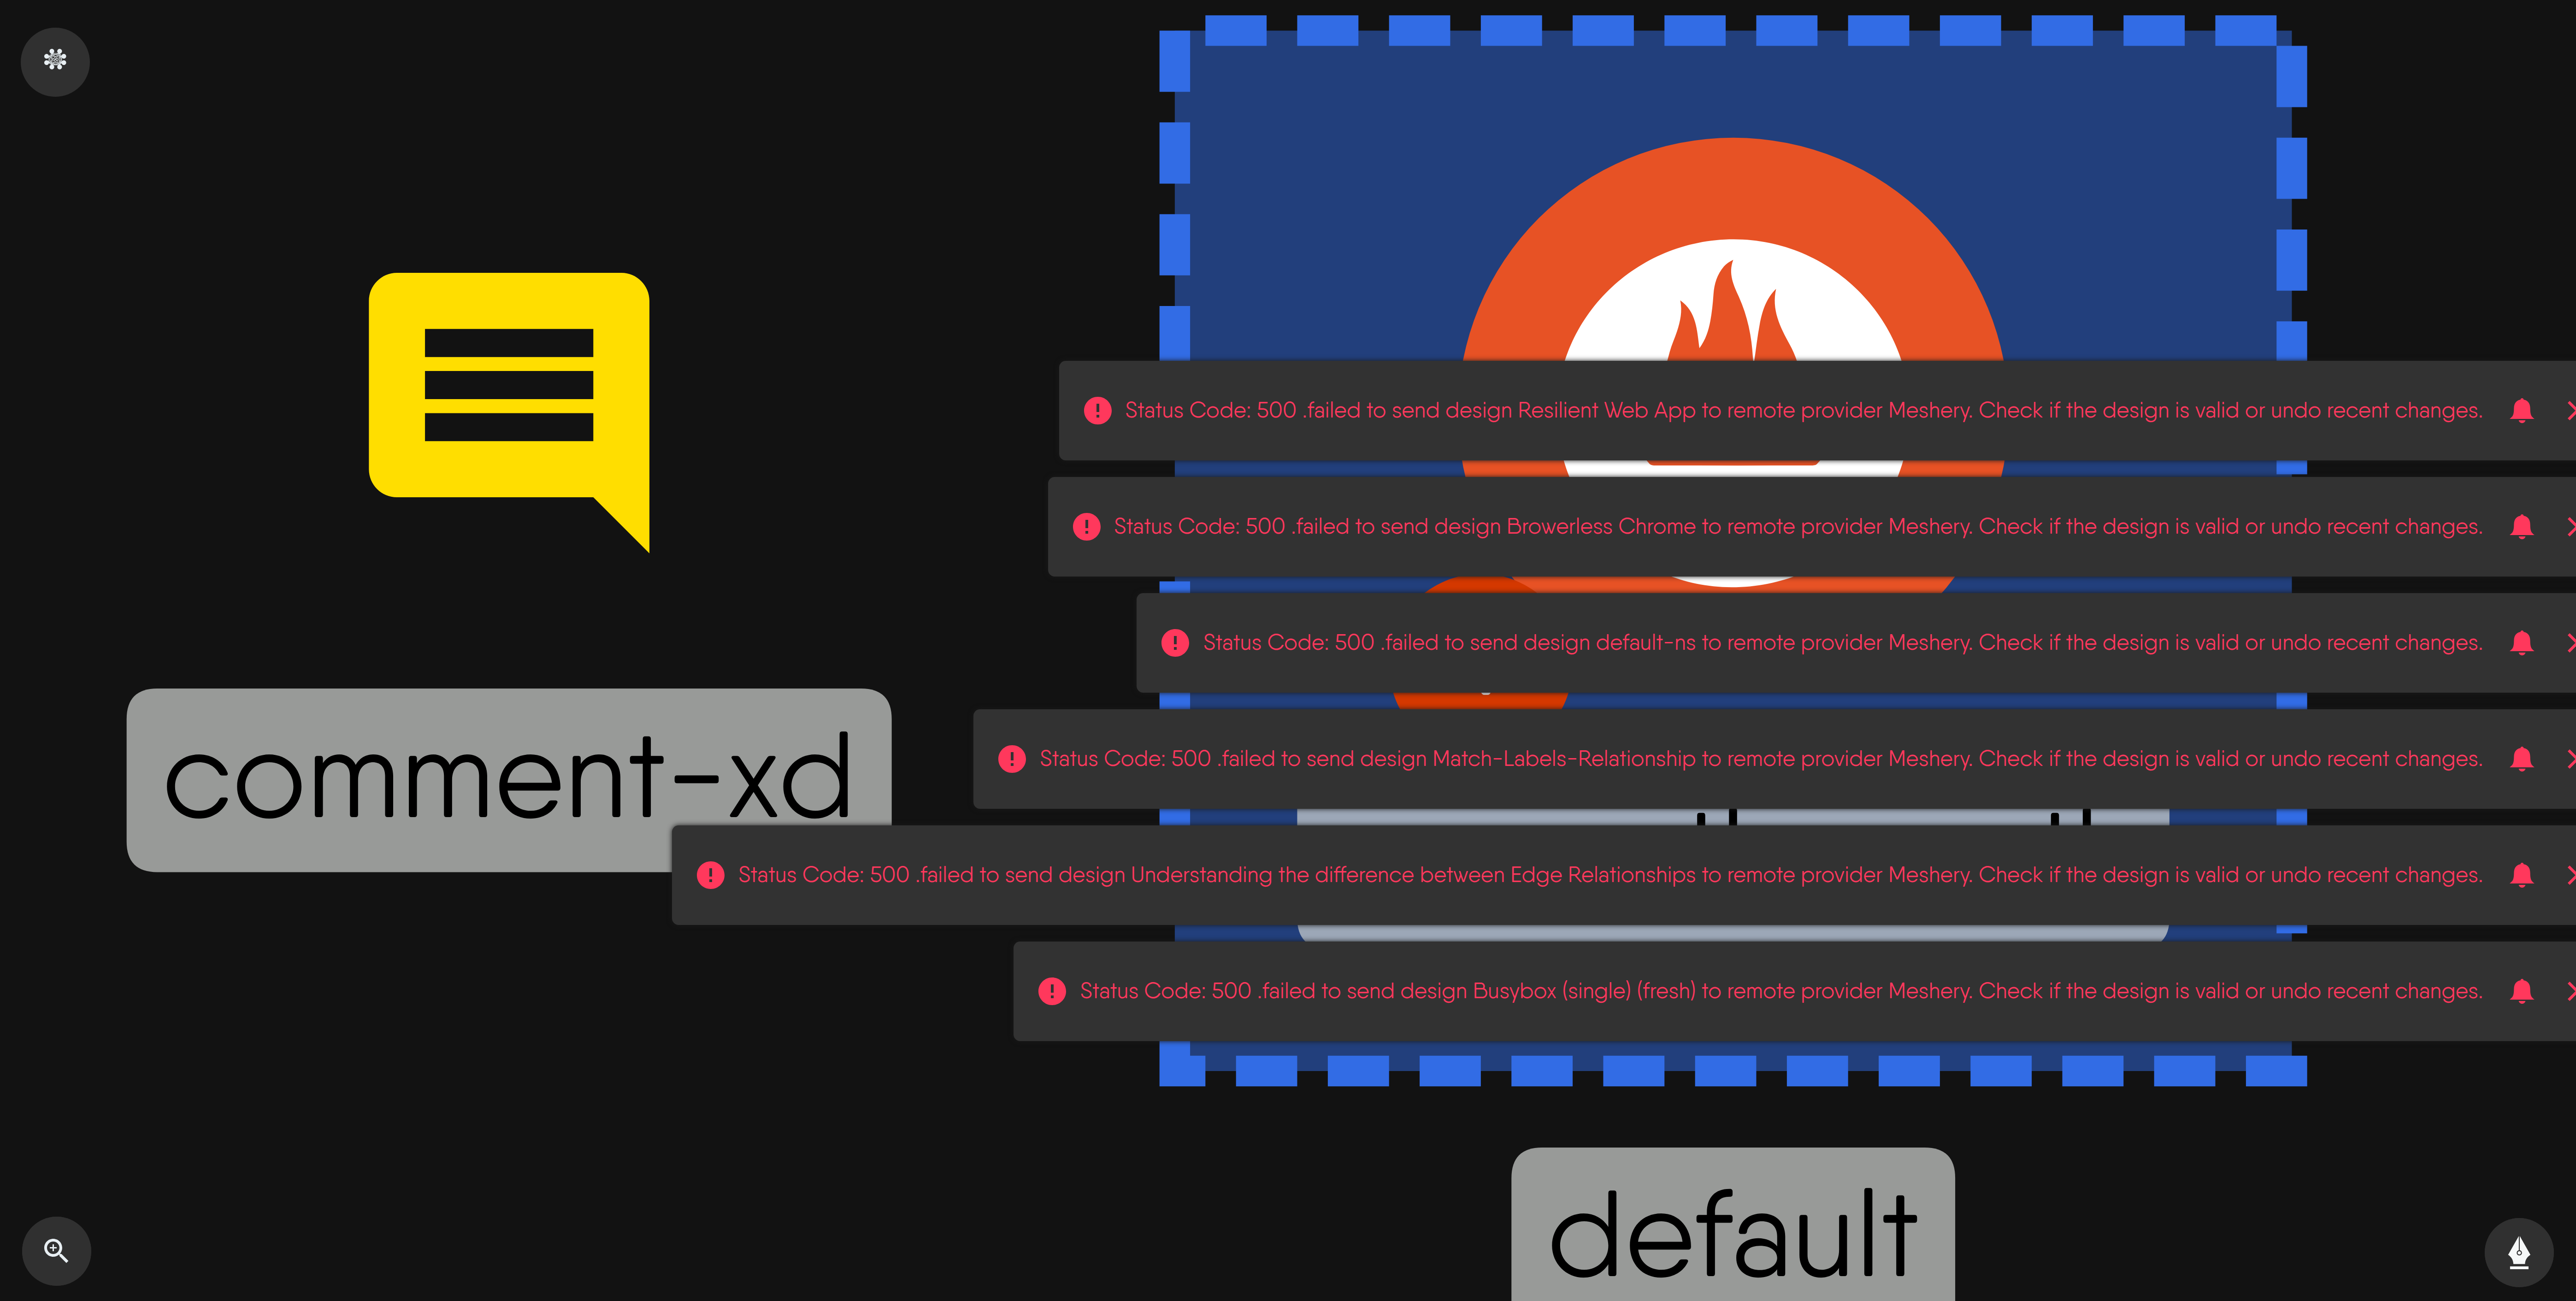 Status Code: 500 .failed to send design Resilient Web App to remote provider Meshery. Check if the design is valid or undo recent changes.
Status Code: 500 .failed to send design Browerless Chrome to remote provider Meshery. Check if the design is valid or undo recent changes.
Status Code: 500 .failed to send design default-ns to remote provider Meshery. Check if the design is valid or undo recent changes.
Status Code: 500 .failed to send design Match-Labels-Relationship to remote provider Meshery. Check if the design is valid or undo recent changes.
comment-xd
Status Code: 500 .failed to send design Understanding the difference between Edge Relationships to remote provider Meshery. Check if the design is valid or undo recent changes.
Status Code: 500 .failed to send design Busybox (single) (fresh) to remote provider Meshery. Check if the design is valid or undo recent changes.
default